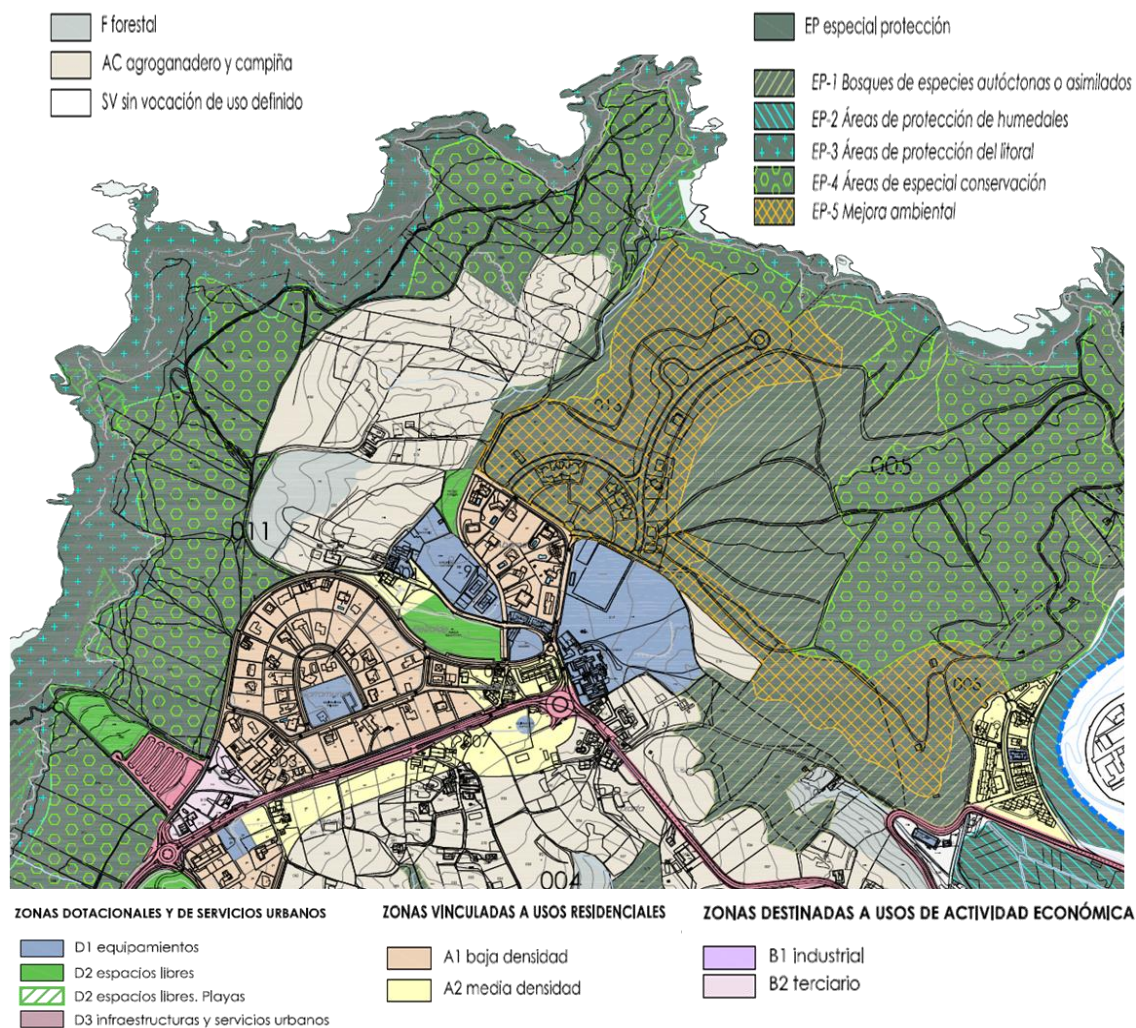 F forestal
AC agroganadero y campiña
SV sin vocación de uso definido
EP especial protección
EP-1 Bosques de especies autóctonas o asimilados
EP-2 Áreas de protección de humedales
EP-3 Áreas de protección del litoral
EP-4 Áreas de especial conservación
EP-5 Mejora ambiental
005
011
004
ZONAS DOTACIONALES Y DE SERVICIOS URBANOS
D1 equipamientos
D2 espacios libres
D2 espacios libres. Playas
D3 infraestructuras y servicios urbanos
ZONAS VINCULADAS A USOS RESIDENCIALES
A1 baja densidad
A2 media densidad
ZONAS DESTINADAS A USOS DE ACTIVIDAD ECONÓMICA
B1 industrial
B2 terciario